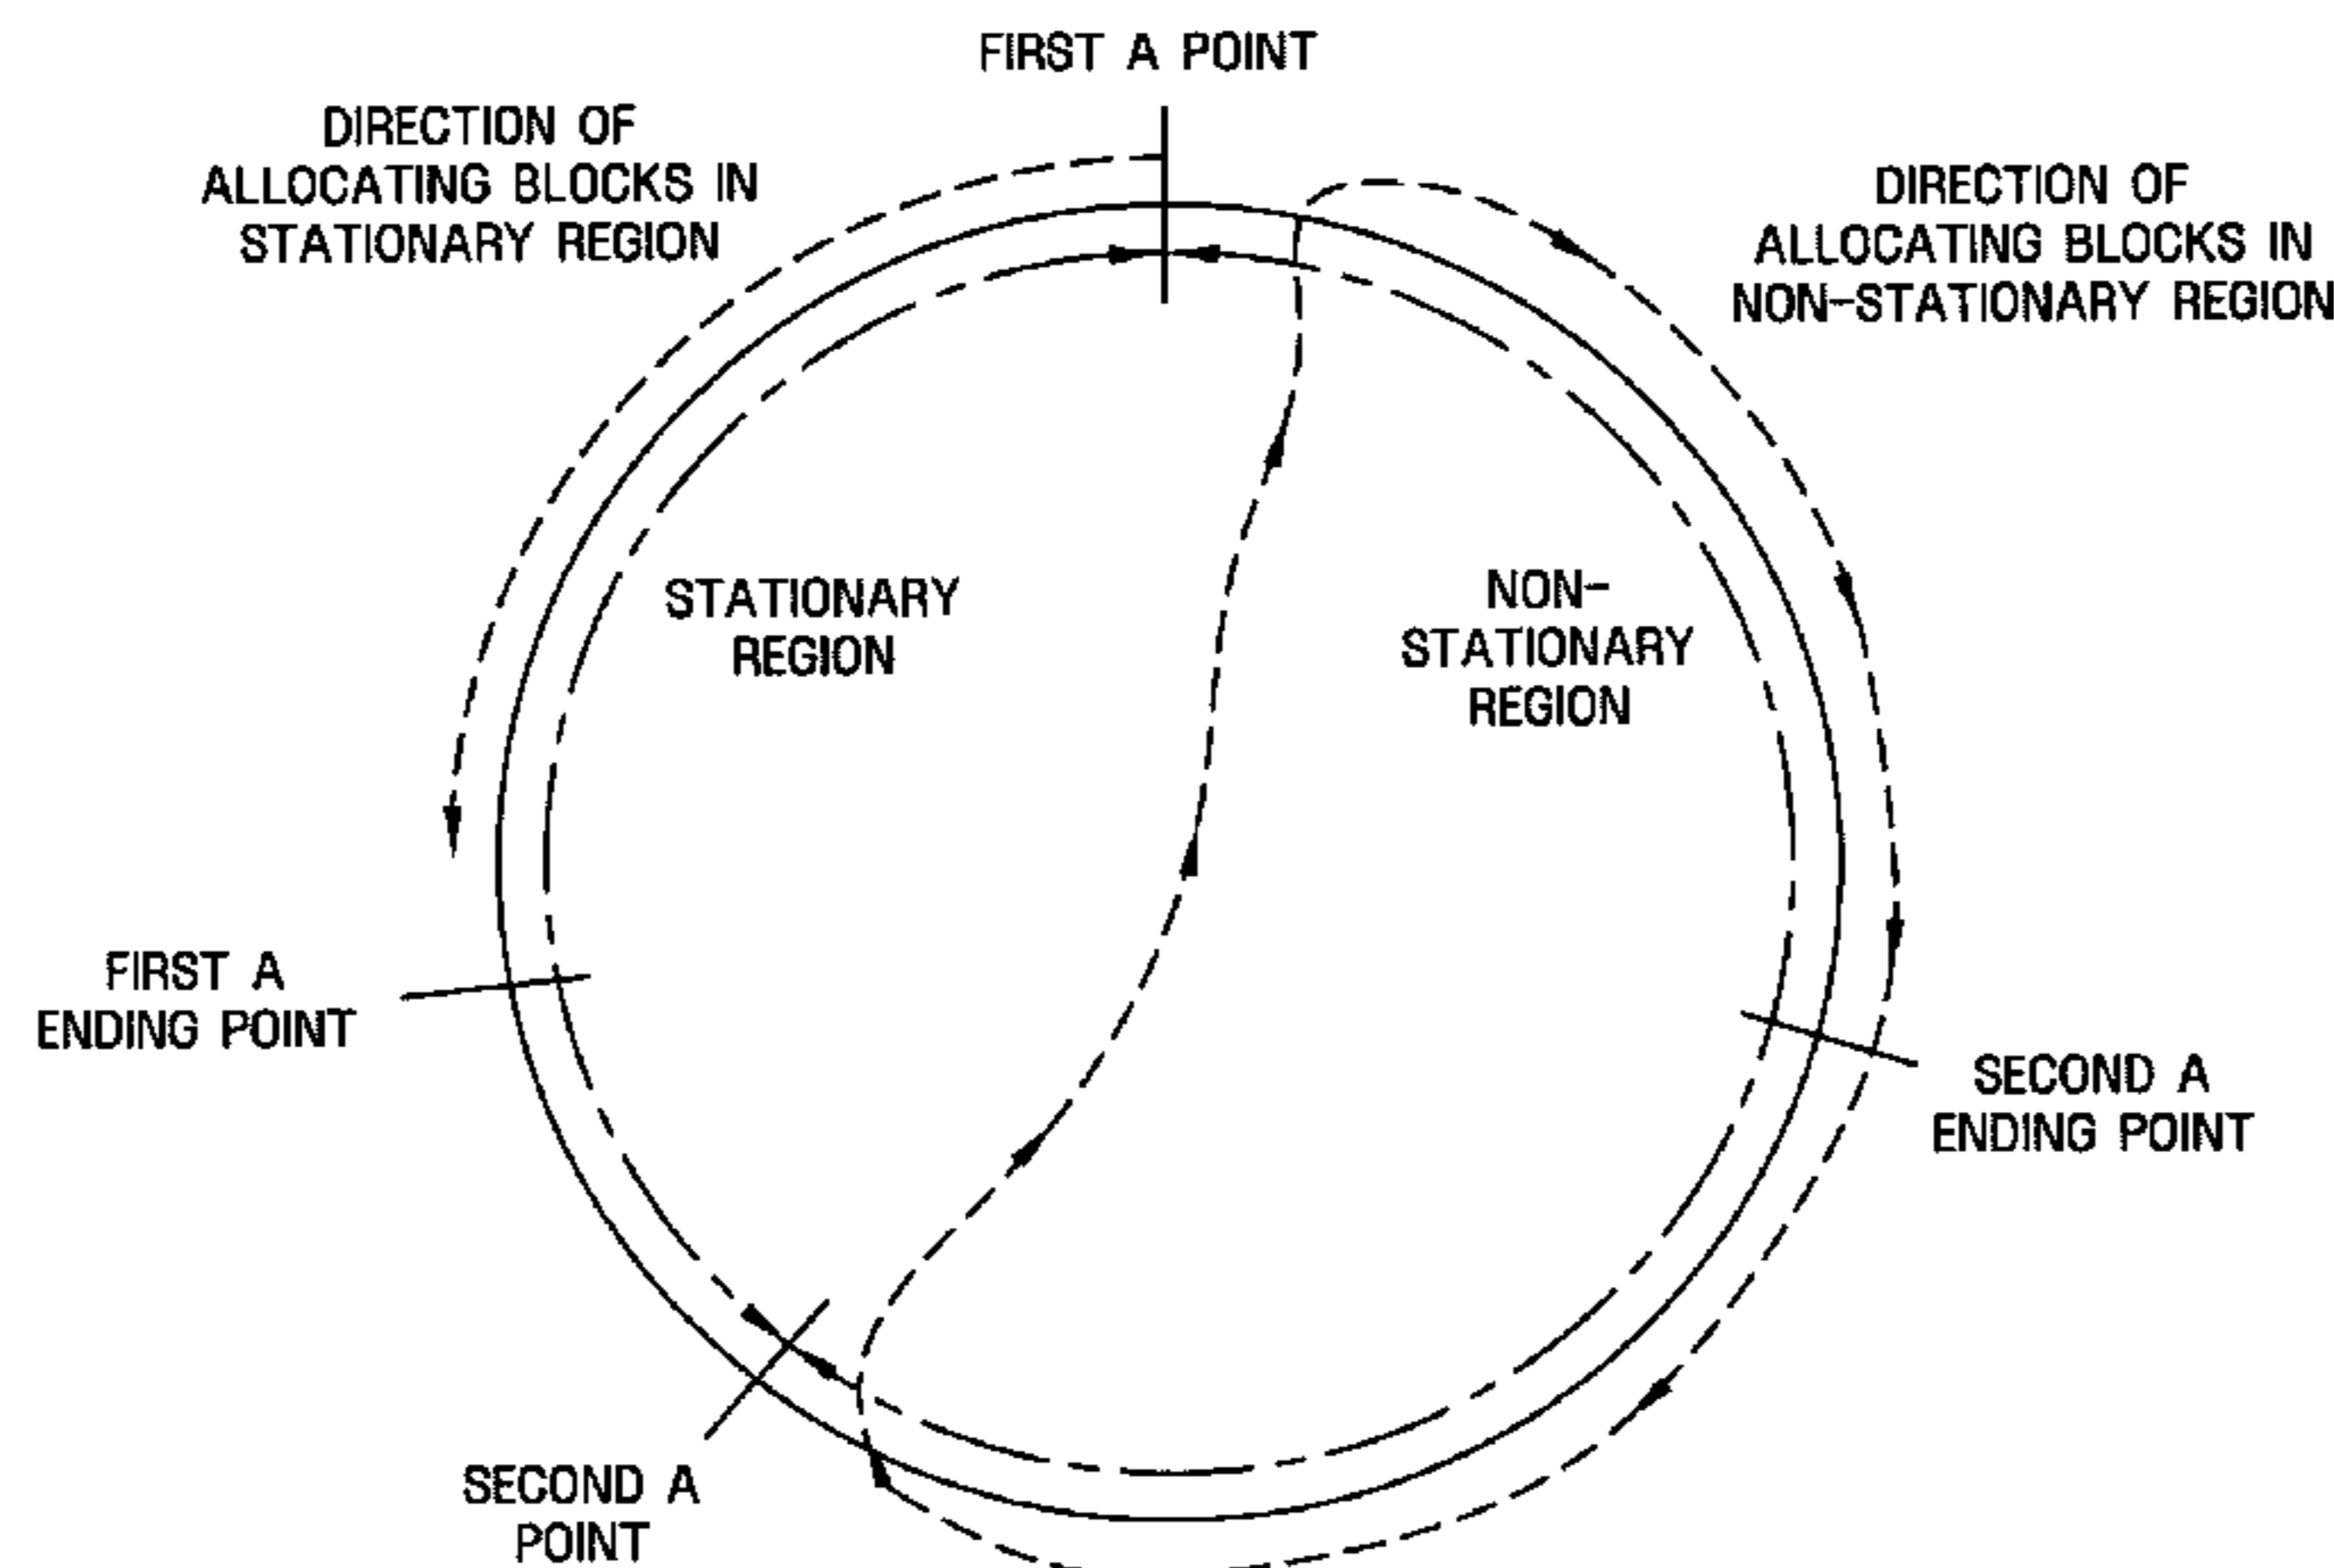 FIRST A POINT
DIRECTION OF
ALLOCATING BLOCKS IN
STATIONARY REGION
DIRECTION OF
ALLOCATING BLOCKS IN
NON-STATIONARY REGION
STATIONARY
REGION
NON-
STATIONARY
REGION
FIRST A
ENDING POINT
SECOND A
ENDING POINT
SECOND A
POINT